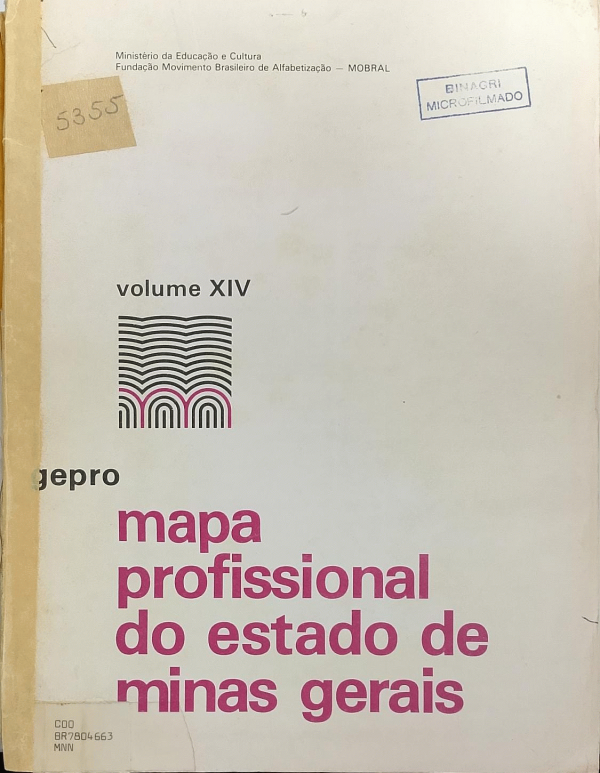 Ministério da Educação e Cultura
Fundação Movimento Brasileiro de Alfabetização — MOBRAL
BINAGRI
MICROFILMADO
5355
volume XIV
gepro
mapa
profissional
do estado de
minas gerais
COO
BR7804663
MNN